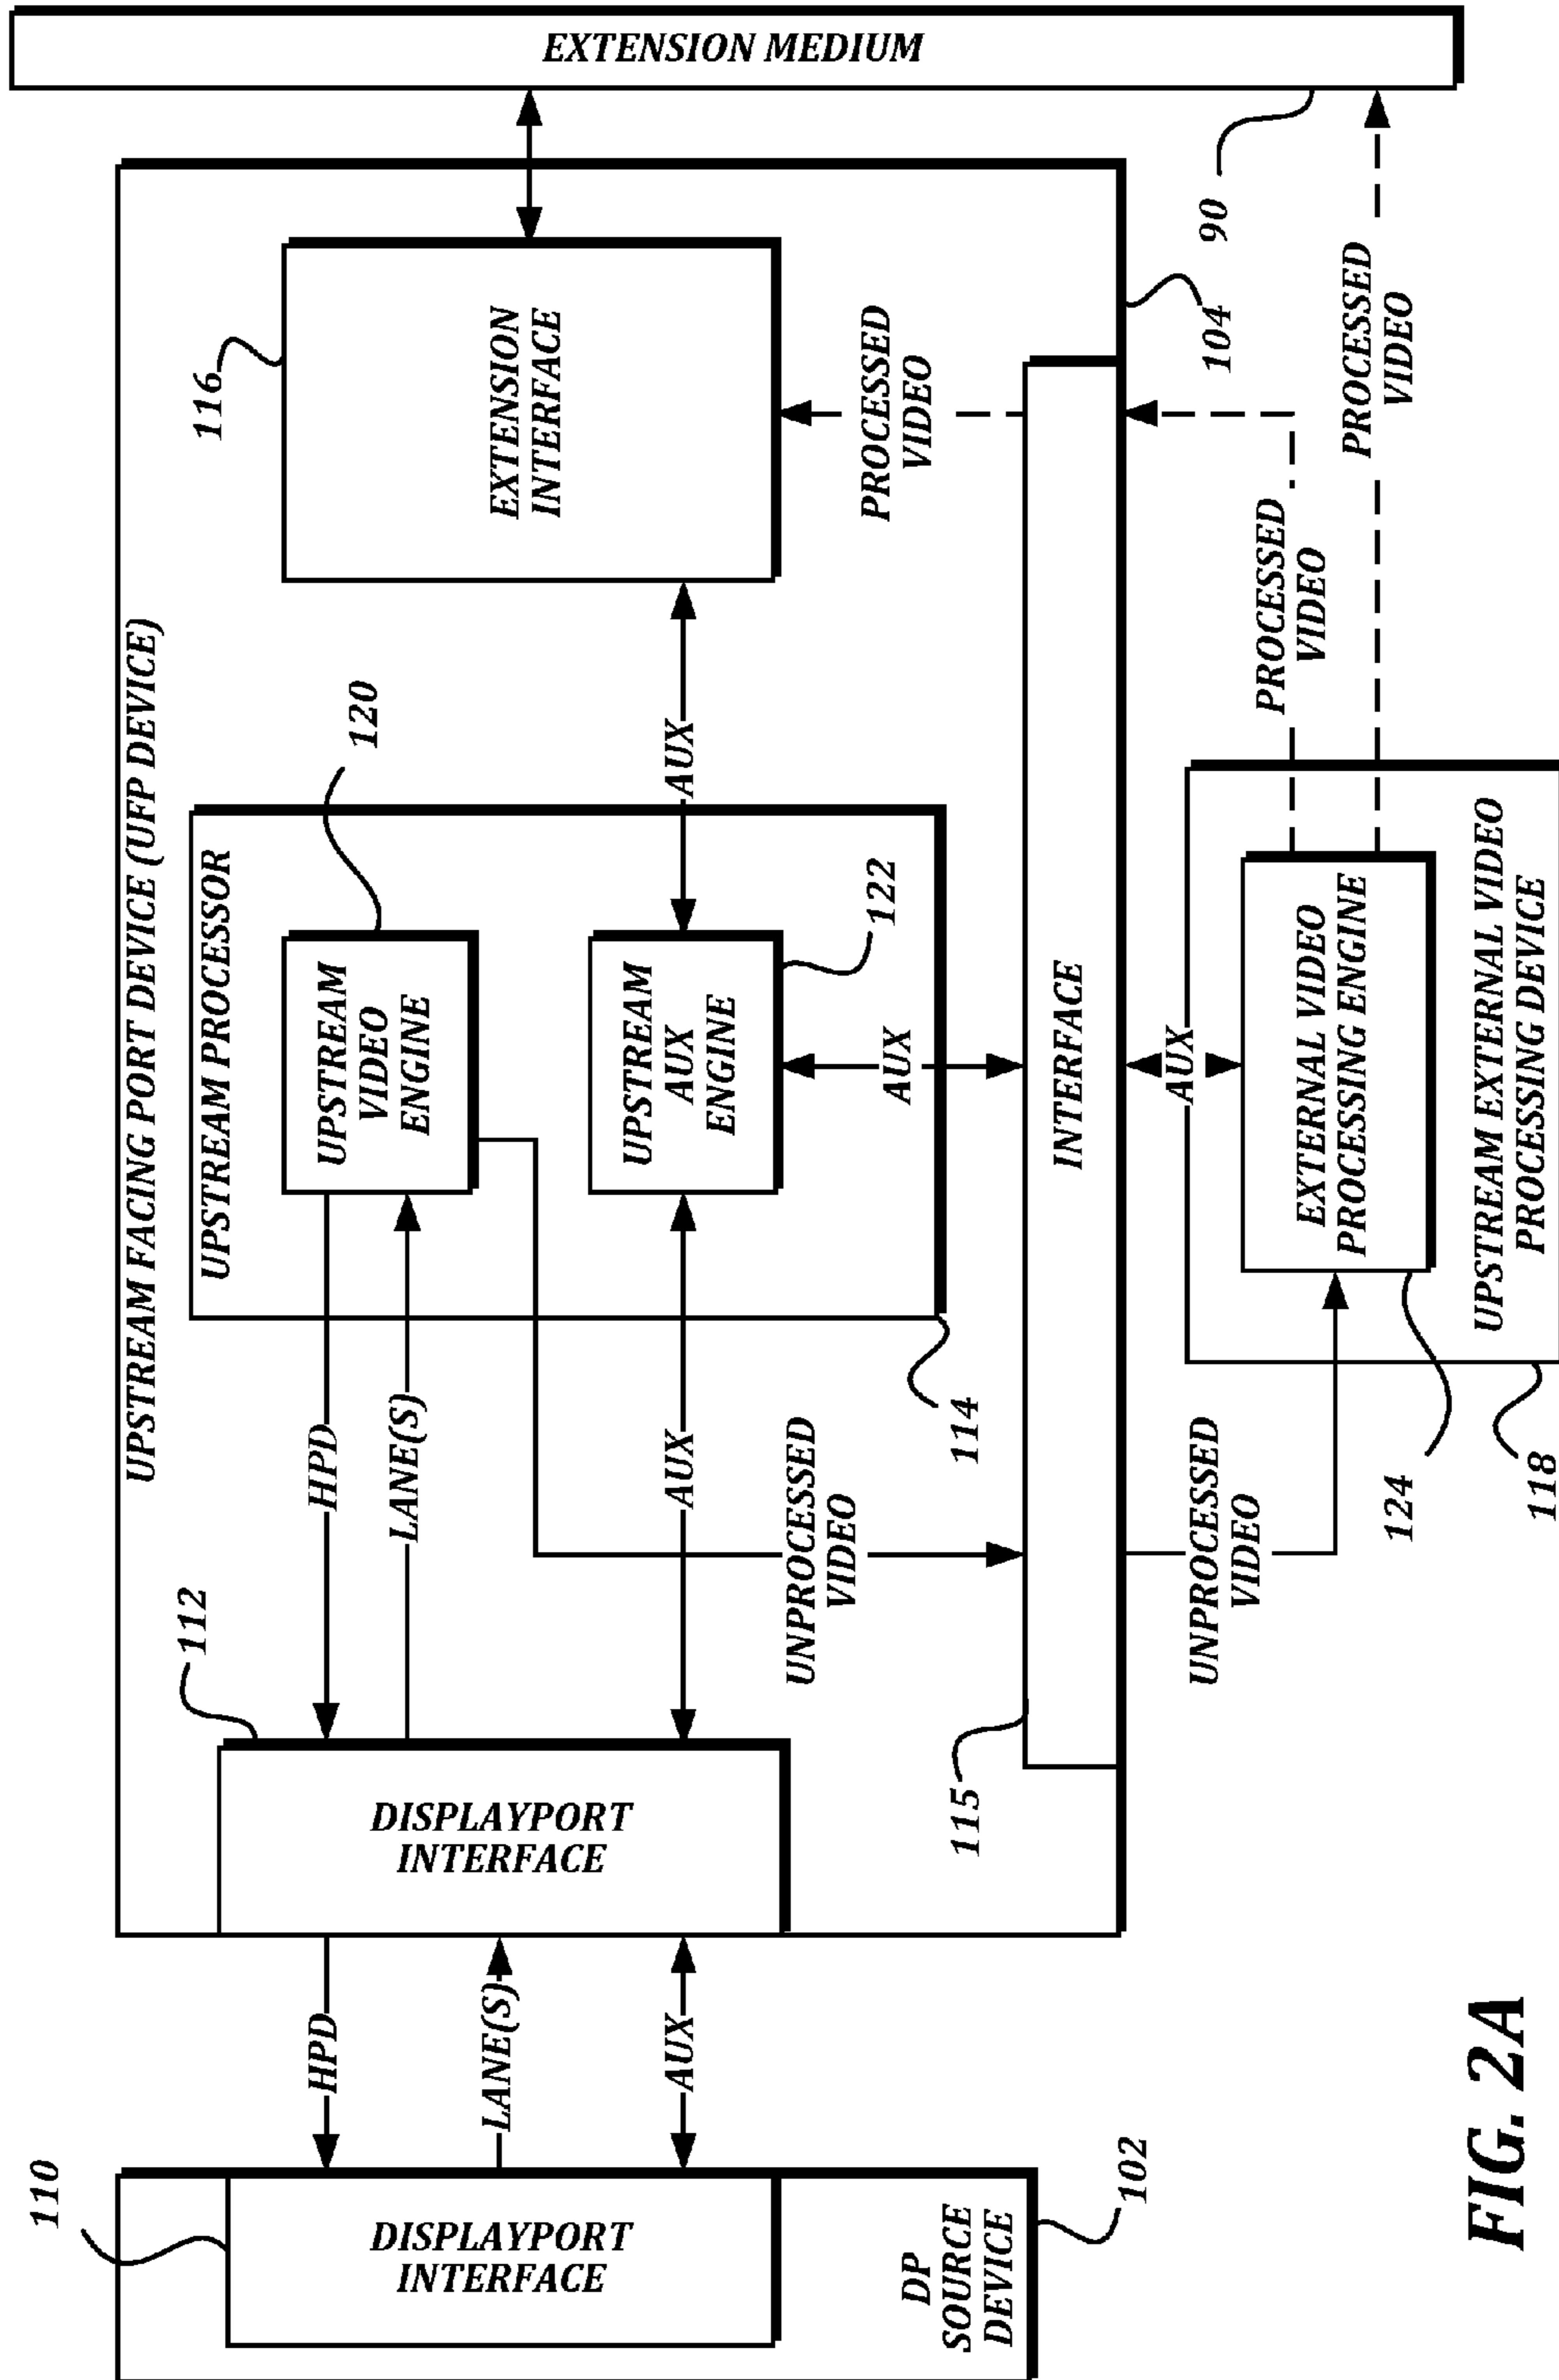 110
DISPLAYPORT
INTERFACE
DP
SOURCE
DEVICE
102
HPD
LANE(S)
AUX
UPSTREAM FACING PORT DEVICE (UFP DEVICE)
112
DISPLAYPORT
INTERFACE
HPD
LANE(S)
AUX
UNPROCESSED
VIDEO
115
114
UPSTREAM PROCESSOR
UPSTREAM
VIDEO
ENGINE
120
UPSTREAM
AUX
ENGINE
122
AUX
AUX
116
EXTENSION
INTERFACE
PROCESSED
VIDEO
INTERFACE
104
EXTENSION MEDIUM
90
UNPROCESSED
VIDEO
AUX
EXTERNAL VIDEO
PROCESSING ENGINE
124
UPSTREAM EXTERNAL VIDEO
PROCESSING DEVICE
118
PROCESSED
VIDEO
PROCESSED
VIDEO
FIG. 2A